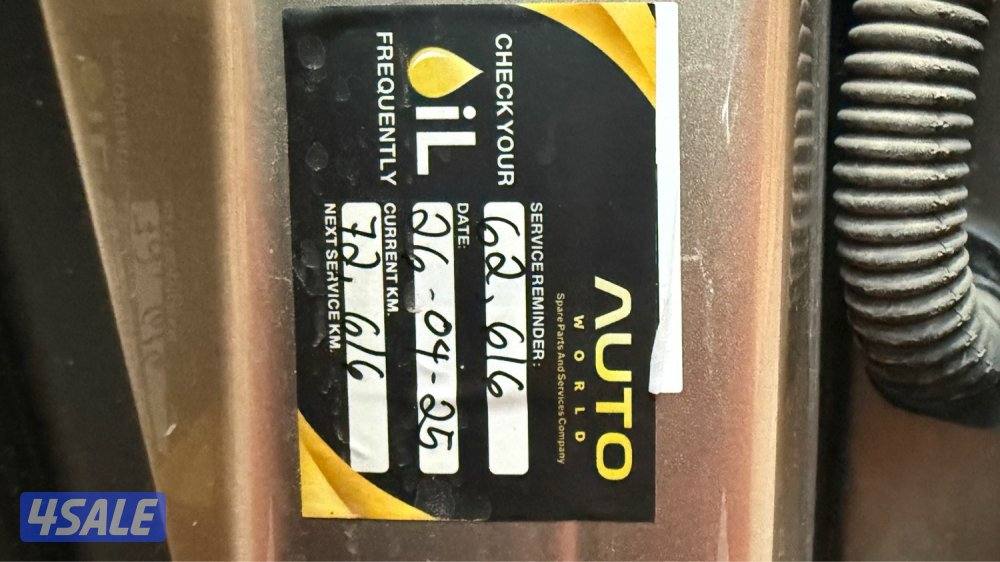 AUTO
WORLD
Spare Parts And Services Company
CHECK YOUR
OiL
FREQUENTLY
SERVICE REMINDER:
62,616
DATE:
26-04-25
CURRENT KM.
72,616
NEXT SERVICE KM.
4SALE